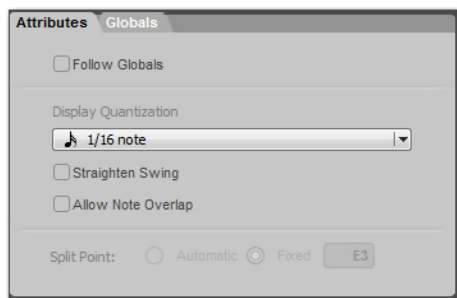 Attributes Globals
Follow Globals
Display Quantization
1/16 note
Straighten Swing
Allow Note Overlap
Split Point: Automatic Fixed E3